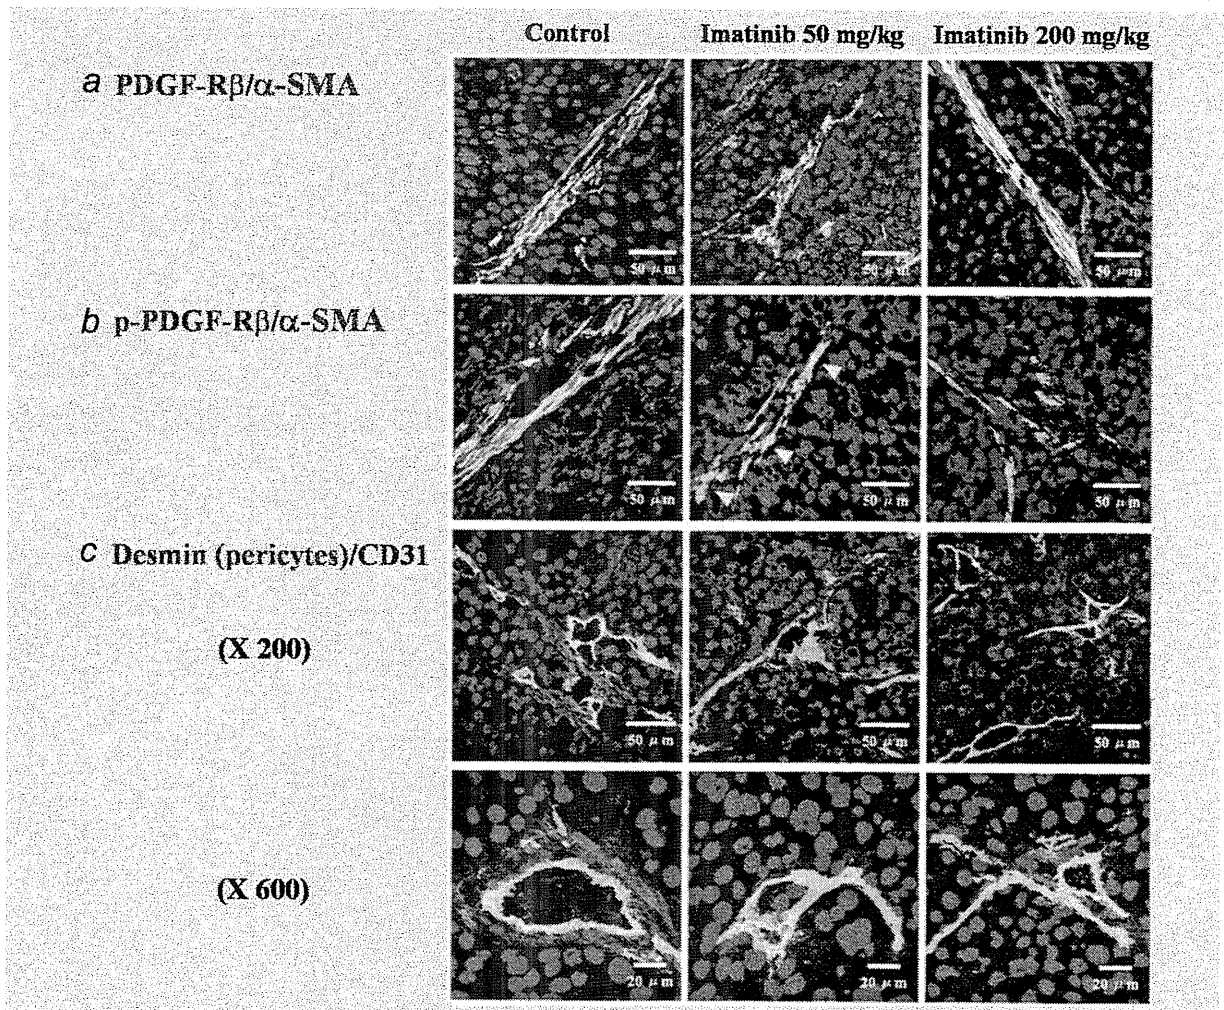 Control Imatinib 50 mg/kg Imatinib 200 mg/kg
a PDGF-Rβ/α-SMA
50 μm 50 μm 50 μm
b p-PDGF-Rβ/α-SMA
50 μm 50 μm 50 μm
c Desmin (pericytes)/CD31
(X 200)
50 μm 50 μm 50 μm
(X 600)
20 μm 20 μm 20 μm